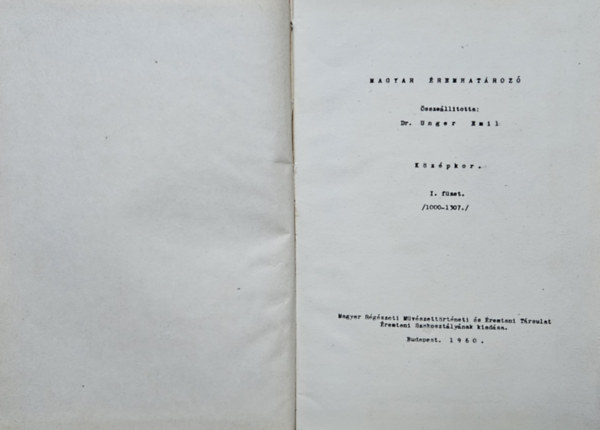 MAGYAR ÉREMHATÁROZÓ
Összeállította:
Dr. Unger Emil
Középkor.
I. füzet.
/1000-1307./
Magyar Régészeti Művészettörténeti és Éremtani Társulat
Éremtani Szakosztályának kiadása.
Budapest. 1960.